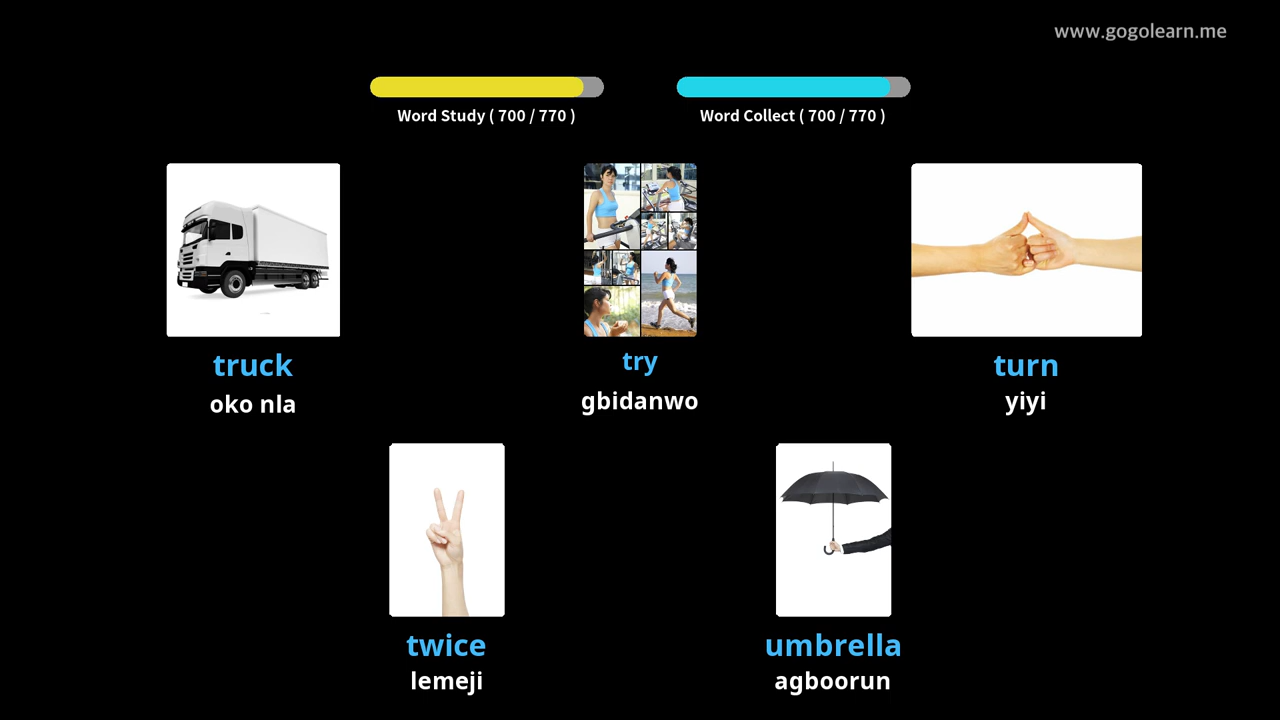 www.gogolearn.me
Word Study ( 700 / 770 )
Word Collect ( 700 / 770 )
truck
oko nla
try
gbidanwo
turn
yiyi
twice
lemeji
umbrella
agboorun